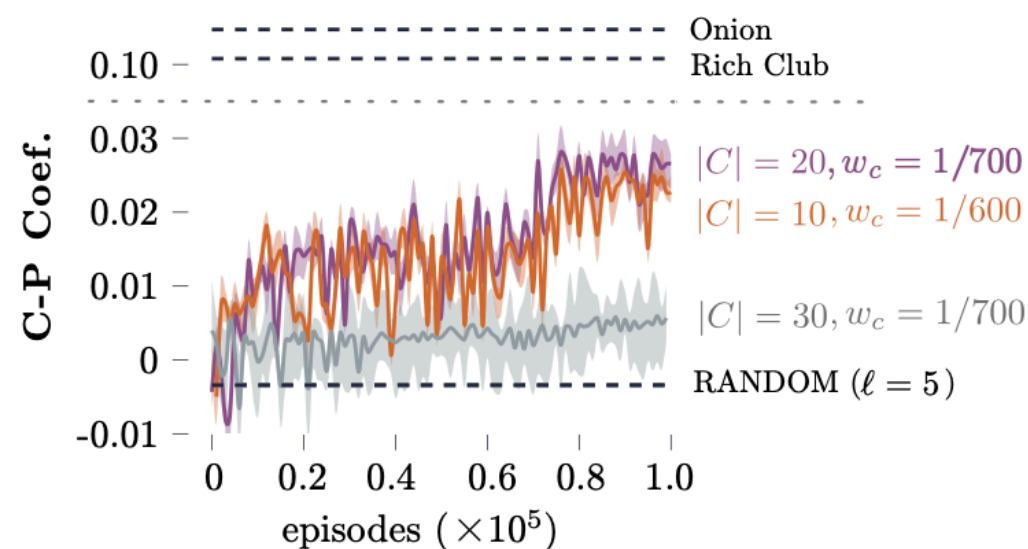 Onion
0.10
Rich Club
0.03
|C| = 20, w_c = 1/700
0.02
|C| = 10, w_c = 1/600
0.01
|C| = 30, w_c = 1/700
0
RANDOM (ℓ = 5)
-0.01
C-P Coef.
0 0.2 0.4 0.6 0.8 1.0
episodes (×10⁵)